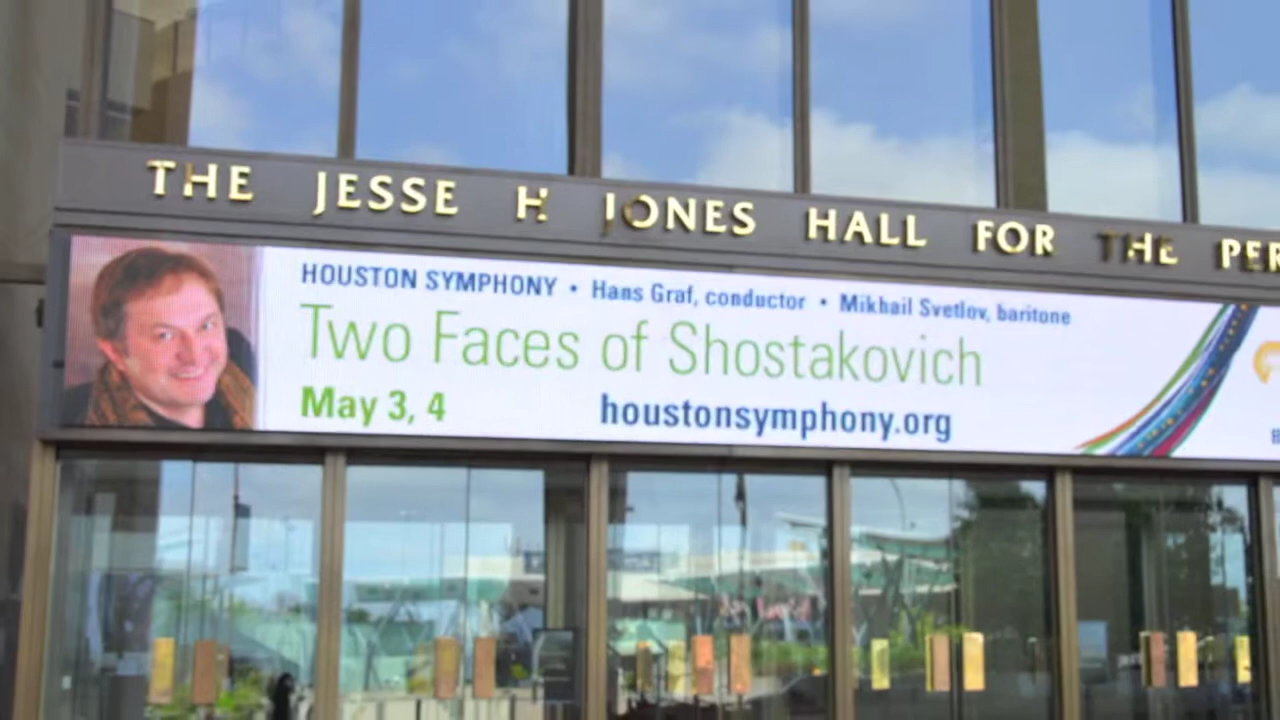 THE JESSE H JONES HALL FOR THE PER
HOUSTON SYMPHONY • Hans Graf, conductor • Mikhail Svetlov, baritone
Two Faces of Shostakovich
May 3, 4 houstonsymphony.org